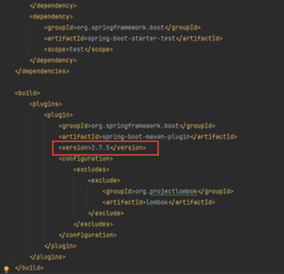 </dependency>
<dependency>
<groupId>org.springframework.boot</groupId>
<artifactId>spring-boot-starter-test</artifactId>
<scope>test</scope>
</dependency>
</dependencies>
<build>
<plugins>
<plugin>
<groupId>org.springframework.boot</groupId>
<artifactId>spring-boot-maven-plugin</artifactId>
<version>2.7.5</version>
<configuration>
<excludes>
<exclude>
<groupId>org.projectlombok</groupId>
<artifactId>lombok</artifactId>
</exclude>
</excludes>
</configuration>
</plugin>
</plugins>
</build>